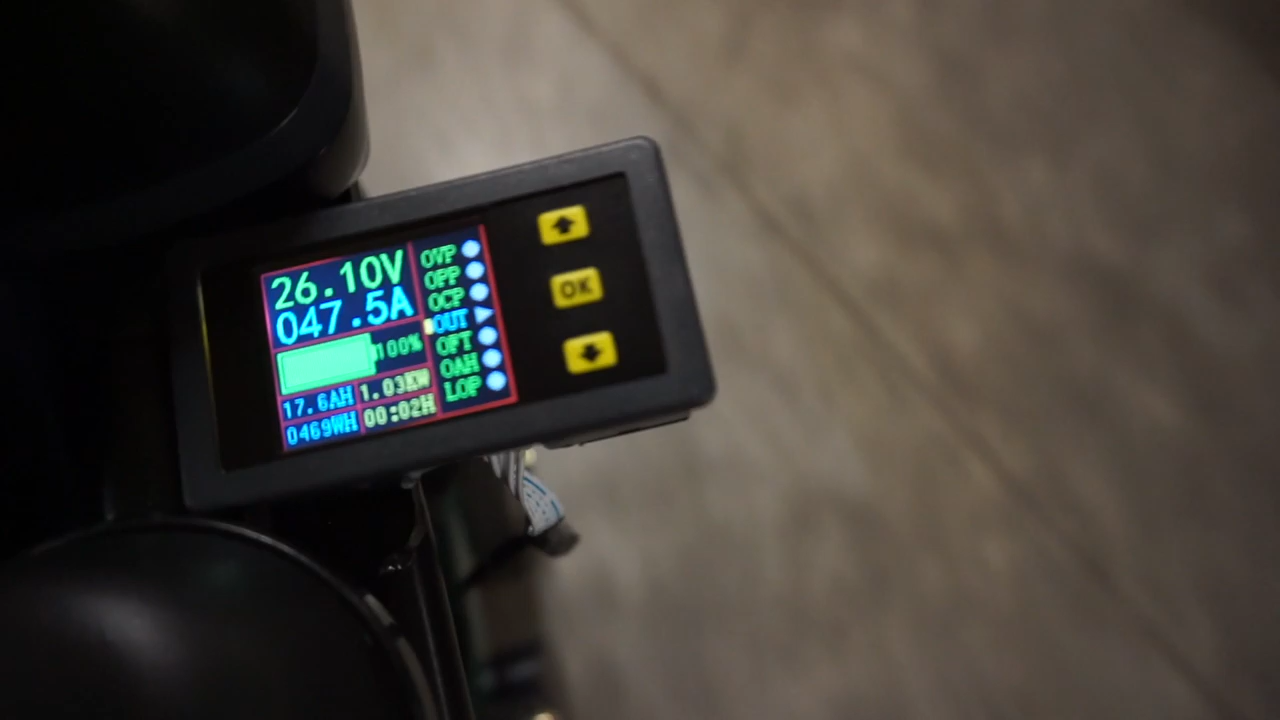 26.10V
047.5A
100%
17.6AH
1.03KW
0469WH
00:02H
OVP
OPP
OCP
OUT
OFT
OAH
LOP
OK